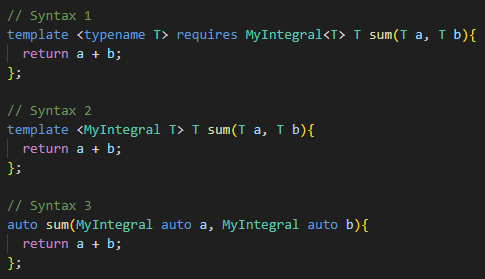 // Syntax 1
template <typename T> requires MyIntegral<T> T sum(T a, T b){
  return a + b;
};

// Syntax 2
template <MyIntegral T> T sum(T a, T b){
  return a + b;
};

// Syntax 3
auto sum(MyIntegral auto a, MyIntegral auto b){
  return a + b;
};